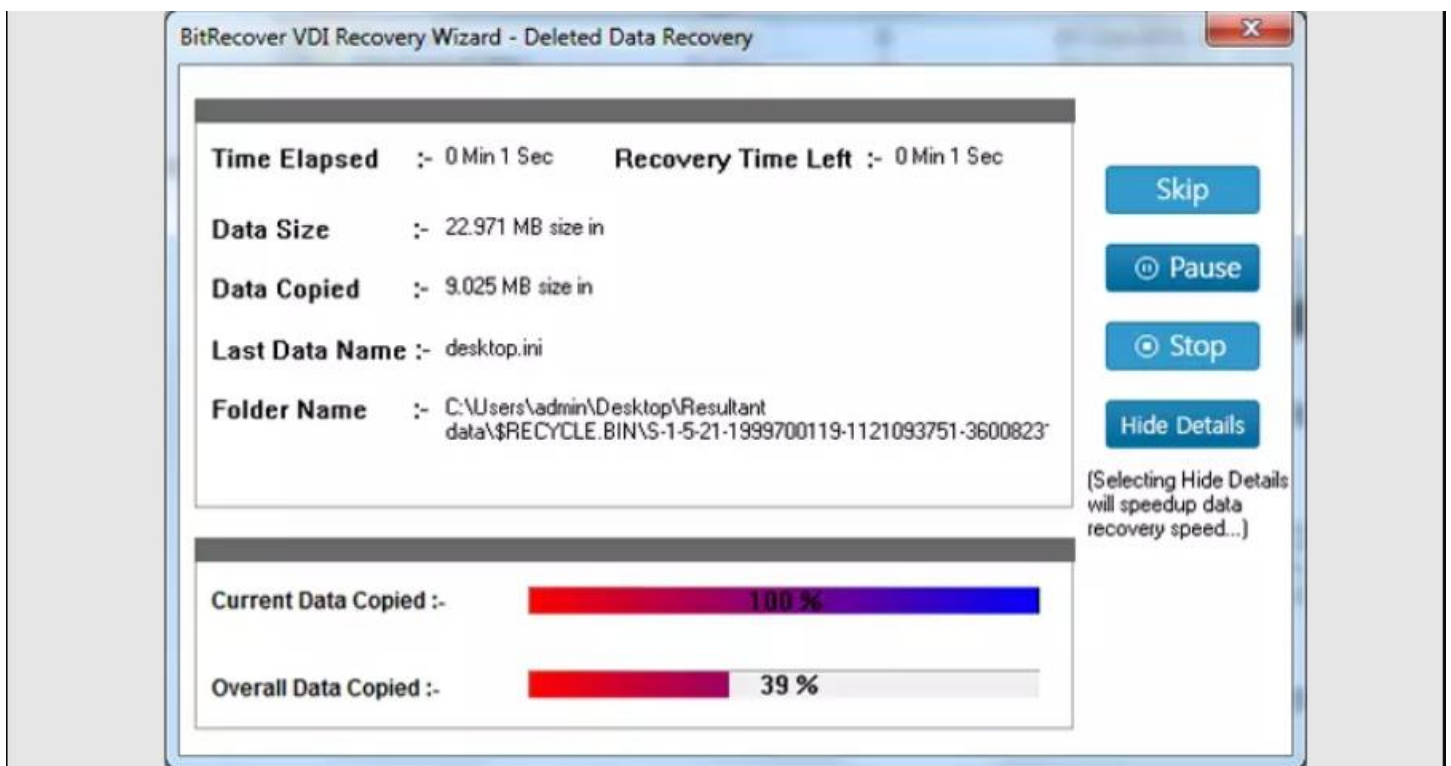 BitRecover VDI Recovery Wizard - Deleted Data Recovery
Time Elapsed :- 0 Min 1 Sec Recovery Time Left :- 0 Min 1 Sec
Skip
Data Size :- 22.971 MB size in
Pause
Data Copied :- 9.025 MB size in
Last Data Name :- desktop.ini
Stop
Folder Name :- C:\Users\admin\Desktop\Resultant
data\$RECYCLE.BIN\S-1-5-21-1999700119-1121093751-3600823
Hide Details
(Selecting Hide Details
will speedup data
recovery speed...)
Current Data Copied :- 100 %
Overall Data Copied :- 39 %